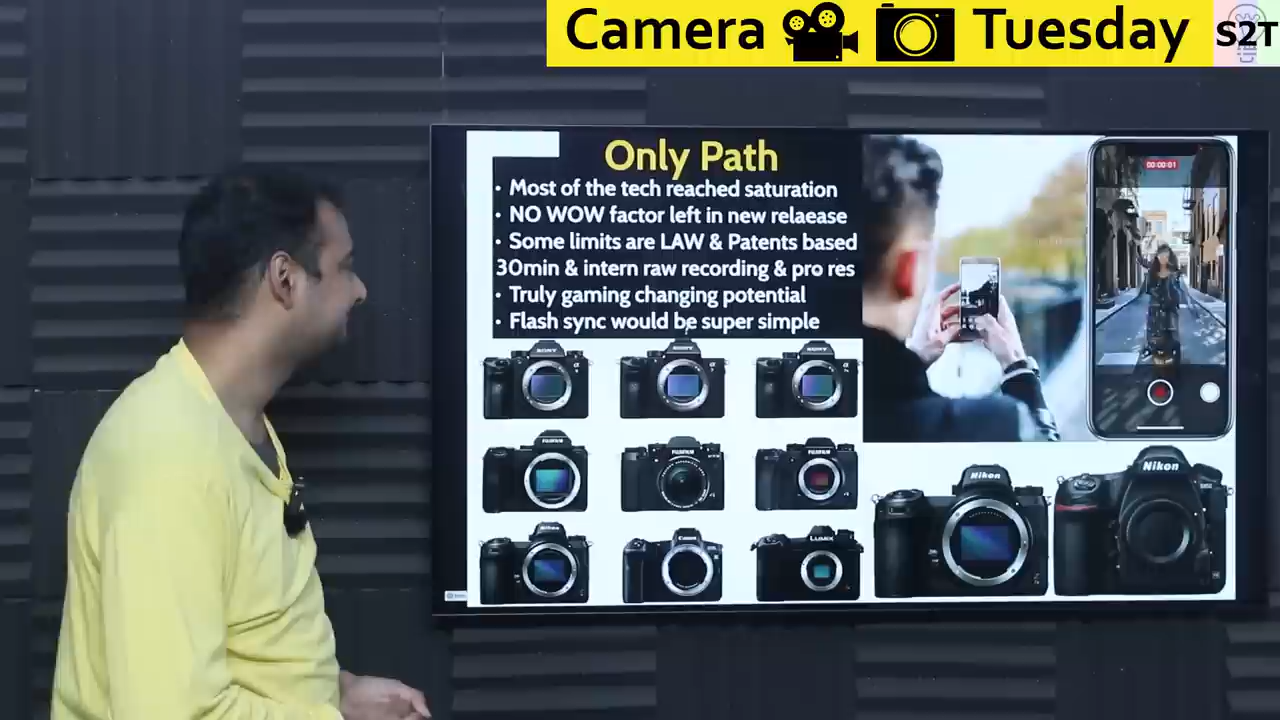 Camera Tuesday
S2T
Only Path
• Most of the tech reached saturation
• NO WOW factor left in new relaease
• Some limits are LAW & Patents based
30min & intern raw recording & pro res
• Truly gaming changing potential
• Flash sync would be super simple
00:00:01
SONY
SONY
SONY
FUJIFILM
FUJIFILM
FUJIFILM
Nikon
Canon
LUMIX
Nikon
Nikon